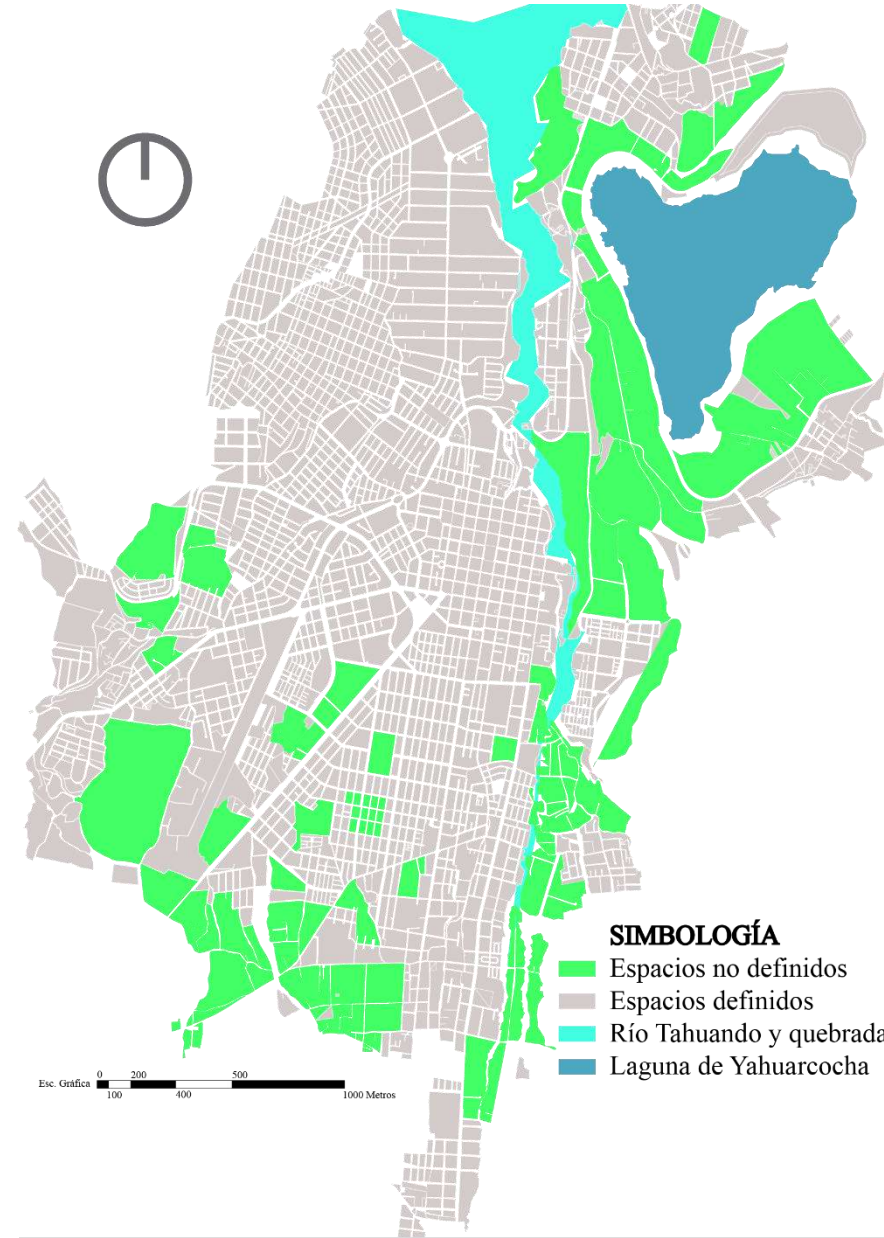 SIMBOLOGÍA
Espacios no definidos
Espacios definidos
Río Tahuando y quebrada
Laguna de Yahuarcocha
Esc. Gráfica 0 200 500
100 400 1000 Metros